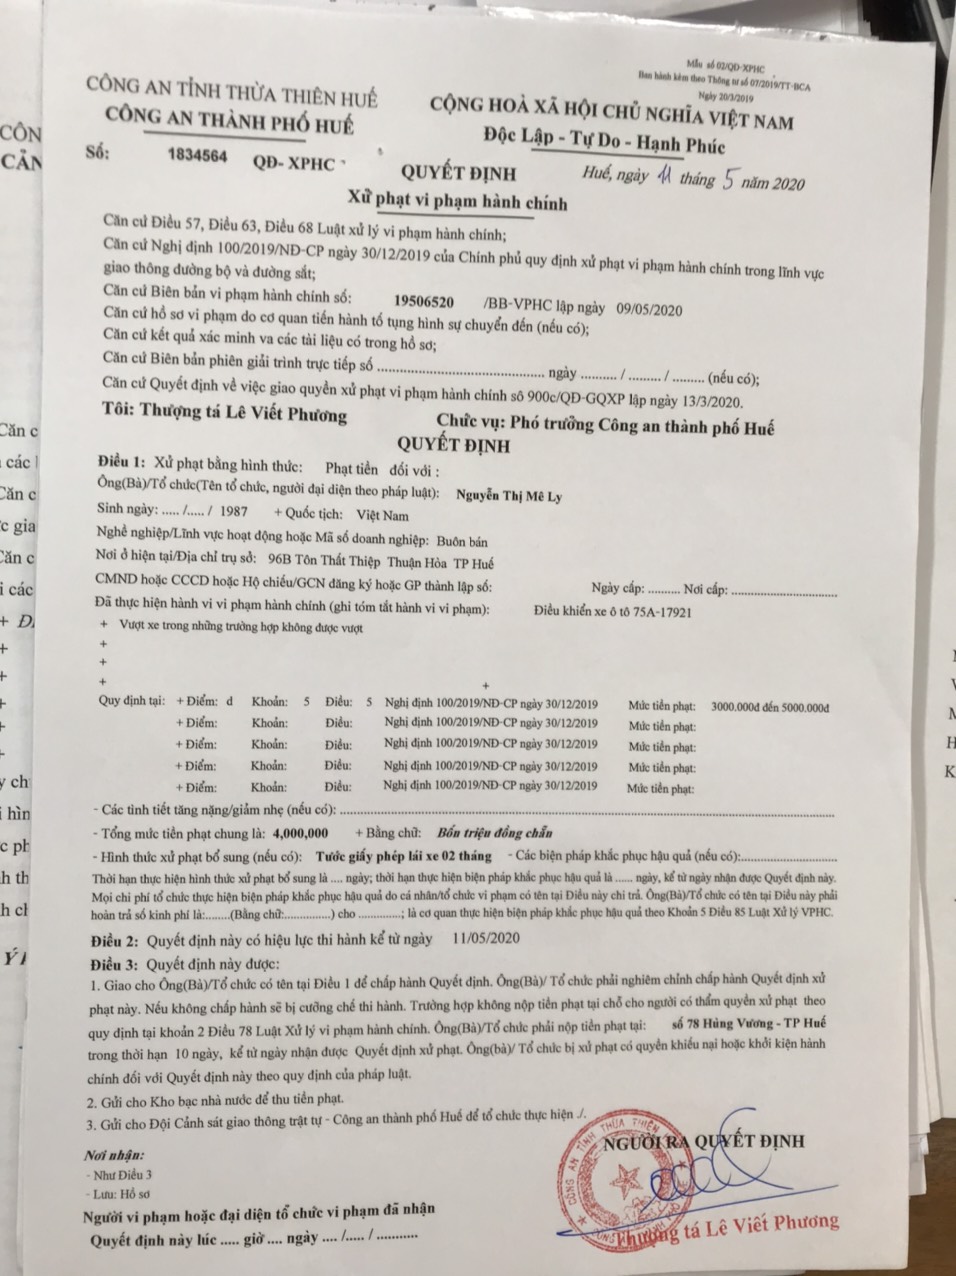 Mẫu số 02/QĐ-XPHC
Ban hành kèm theo Thông tư số 07/2019/TT-BCA
Ngày 20/3/2019
CÔNG AN TỈNH THỪA THIÊN HUẾ
CÔNG AN THÀNH PHỐ HUẾ
CỘNG HOÀ XÃ HỘI CHỦ NGHĨA VIỆT NAM
Độc Lập - Tự Do - Hạnh Phúc
Số: 1834564 QĐ- XPHC
Huế, ngày 11 tháng 5 năm 2020
QUYẾT ĐỊNH
Xử phạt vi phạm hành chính
Căn cứ Điều 57, Điều 63, Điều 68 Luật xử lý vi phạm hành chính;
Căn cứ Nghị định 100/2019/NĐ-CP ngày 30/12/2019 của Chính phủ quy định xử phạt vi phạm hành chính trong lĩnh vực
giao thông đường bộ và đường sắt;
Căn cứ Biên bản vi phạm hành chính số: 19506520 /BB-VPHC lập ngày 09/05/2020
Căn cứ hồ sơ vi phạm do cơ quan tiến hành tố tụng hình sự chuyển đến (nếu có);
Căn cứ kết quả xác minh va các tài liệu có trong hồ sơ;
Căn cứ Biên bản phiên giải trình trực tiếp số .......................................... ngày ......... / ......... / ......... (nếu có);
Căn cứ Quyết định về việc giao quyền xử phạt vi phạm hành chính số 900c/QĐ-GQXP lập ngày 13/3/2020.
Tôi: Thượng tá Lê Viết Phương Chức vụ: Phó trưởng Công an thành phố Huế
QUYẾT ĐỊNH
Điều 1: Xử phạt bằng hình thức: Phạt tiền đối với :
Ông(Bà)/Tổ chức(Tên tổ chức, người đại diện theo pháp luật): Nguyễn Thị Mê Ly
Sinh ngày: ..... /..... / 1987 + Quốc tịch: Việt Nam
Nghề nghiệp/Lĩnh vực hoạt động hoặc Mã số doanh nghiệp: Buôn bán
Nơi ở hiện tại/Địa chỉ trụ sở: 96B Tôn Thất Thiệp Thuận Hòa TP Huế
CMND hoặc CCCD hoặc Hộ chiếu/GCN đăng ký hoặc GP thành lập số: Ngày cấp: .......... Nơi cấp: ..........................
Đã thực hiện hành vi vi phạm hành chính (ghi tóm tắt hành vi vi phạm): Điều khiển xe ô tô 75A-17921
+ Vượt xe trong những trường hợp không được vượt
+
+
+ +
Quy định tại: + Điểm: d Khoản: 5 Điều: 5 Nghị định 100/2019/NĐ-CP ngày 30/12/2019 Mức tiền phạt: 3000.000đ đến 5000.000đ
+ Điểm: Khoản: Điều: Nghị định 100/2019/NĐ-CP ngày 30/12/2019 Mức tiền phạt:
+ Điểm: Khoản: Điều: Nghị định 100/2019/NĐ-CP ngày 30/12/2019 Mức tiền phạt:
+ Điểm: Khoản: Điều: Nghị định 100/2019/NĐ-CP ngày 30/12/2019 Mức tiền phạt:
+ Điểm: Khoản: Điều: Nghị định 100/2019/NĐ-CP ngày 30/12/2019 Mức tiền phạt:
- Các tình tiết tăng nặng/giảm nhẹ (nếu có): ..........................................................................................
- Tổng mức tiền phạt chung là: 4,000,000 + Bằng chữ: Bốn triệu đồng chẵn
- Hình thức xử phạt bổ sung (nếu có): Tước giấy phép lái xe 02 tháng - Các biện pháp khắc phục hậu quả (nếu có):........................
Thời hạn thực hiện hình thức xử phạt bổ sung là .... ngày; thời hạn thực hiện biện pháp khắc phục hậu quả là ...... ngày, kể từ ngày nhận được Quyết định này.
Mọi chi phí tổ chức thực hiện biện pháp khắc phục hậu quả do cá nhân/tổ chức vi phạm có tên tại Điều này chi trả. Ông(Bà)/Tổ chức có tên tại Điều này phải
hoàn trả số kinh phí là:.......(Bằng chữ:.............) cho ............; là cơ quan thực hiện biện pháp khắc phục hậu quả theo Khoản 5 Điều 85 Luật Xử lý VPHC.
Điều 2: Quyết định này có hiệu lực thi hành kể từ ngày 11/05/2020
Điều 3: Quyết định này được:
1. Giao cho Ông(Bà)/Tổ chức có tên tại Điều 1 để chấp hành Quyết định. Ông(Bà)/ Tổ chức phải nghiêm chỉnh chấp hành Quyết định xử
phạt này. Nếu không chấp hành sẽ bị cưỡng chế thi hành. Trường hợp không nộp tiền phạt tại chỗ cho người có thẩm quyền xử phạt theo
quy định tại khoản 2 Điều 78 Luật Xử lý vi phạm hành chính. Ông(Bà)/Tổ chức phải nộp tiền phạt tại: số 78 Hùng Vương - TP Huế
trong thời hạn 10 ngày, kể từ ngày nhận được Quyết định xử phạt. Ông(bà)/ Tổ chức bị xử phạt có quyền khiếu nại hoặc khởi kiện hành
chính đối với Quyết định này theo quy định của pháp luật.
2. Gửi cho Kho bạc nhà nước để thu tiền phạt.
3. Gửi cho Đội Cảnh sát giao thông trật tự - Công an thành phố Huế để tổ chức thực hiện ./.
NGƯỜI RA QUYẾT ĐỊNH
Nơi nhận:
- Như Điều 3
- Lưu: Hồ sơ
Người vi phạm hoặc đại diện tổ chức vi phạm đã nhận
Quyết định này lúc ..... giờ .... ngày .... /..... / ...........
CÔNG AN TỈNH THỪA THIÊN
Thượng tá Lê Viết Phương